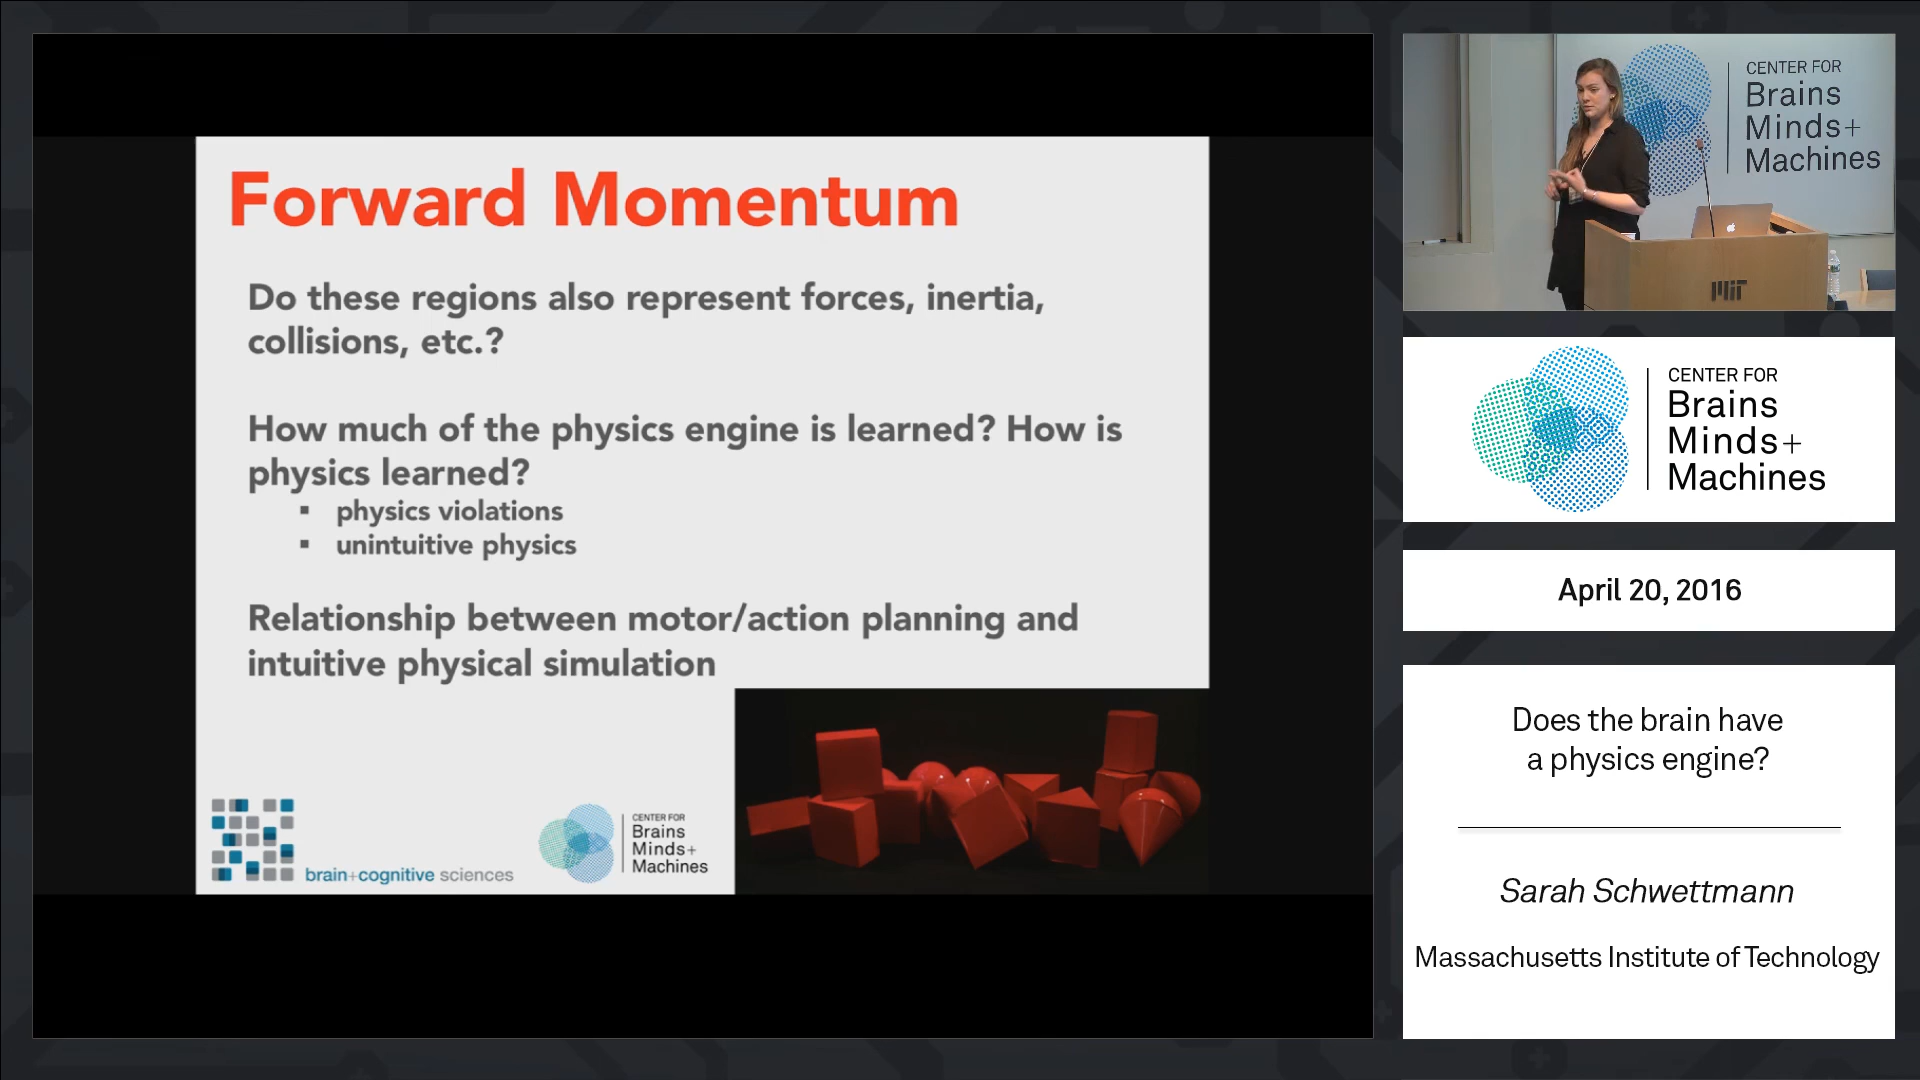 Forward Momentum
Do these regions also represent forces, inertia,
collisions, etc.?
How much of the physics engine is learned? How is
physics learned?
▪ physics violations
▪ unintuitive physics
Relationship between motor/action planning and
intuitive physical simulation
brain+cognitive sciences
CENTER FOR
Brains
Minds+
Machines
CENTER FOR
Brains
Minds+
Machines
MIT
CENTER FOR
Brains
Minds+
Machines
April 20, 2016
Does the brain have
a physics engine?
Sarah Schwettmann
Massachusetts Institute of Technology